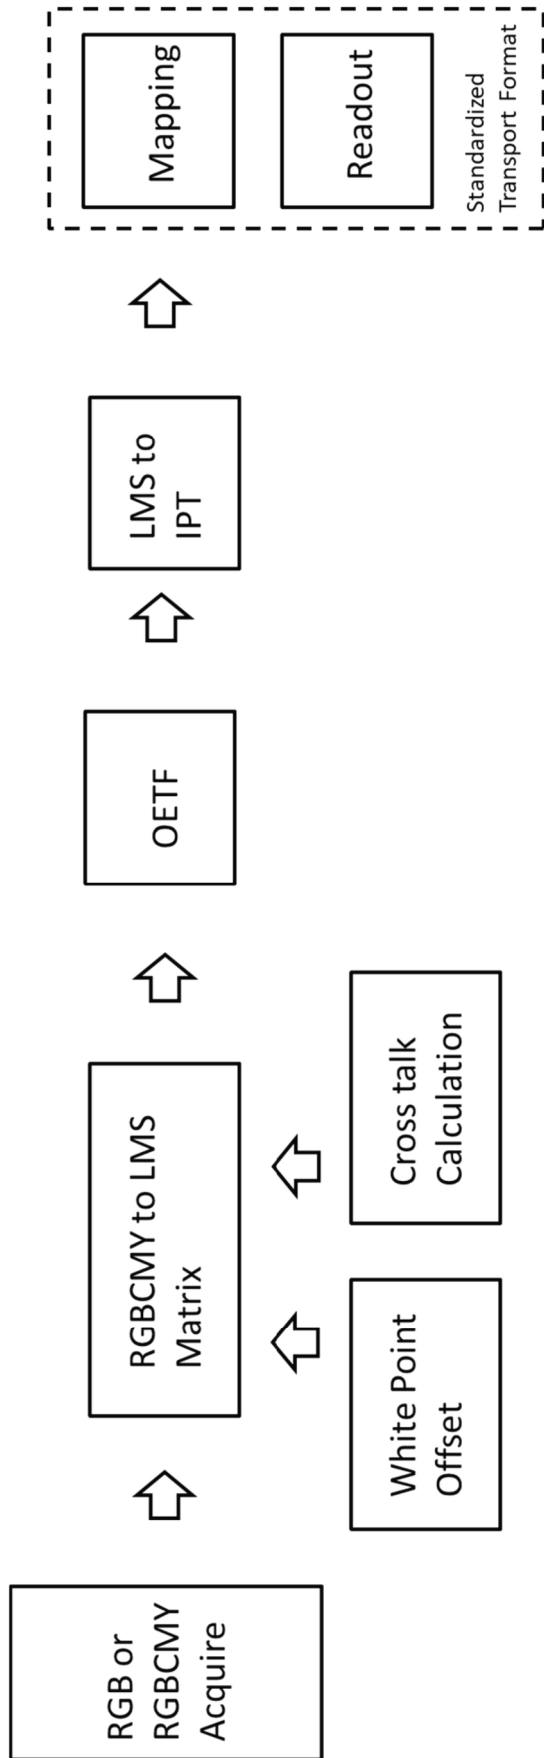 RGB or
RGBCMY
Acquire
RGBCMY to LMS
Matrix
White Point
Offset
Cross talk
Calculation
OETF
LMS to
IPT
Mapping
Readout
Standardized
Transport Format